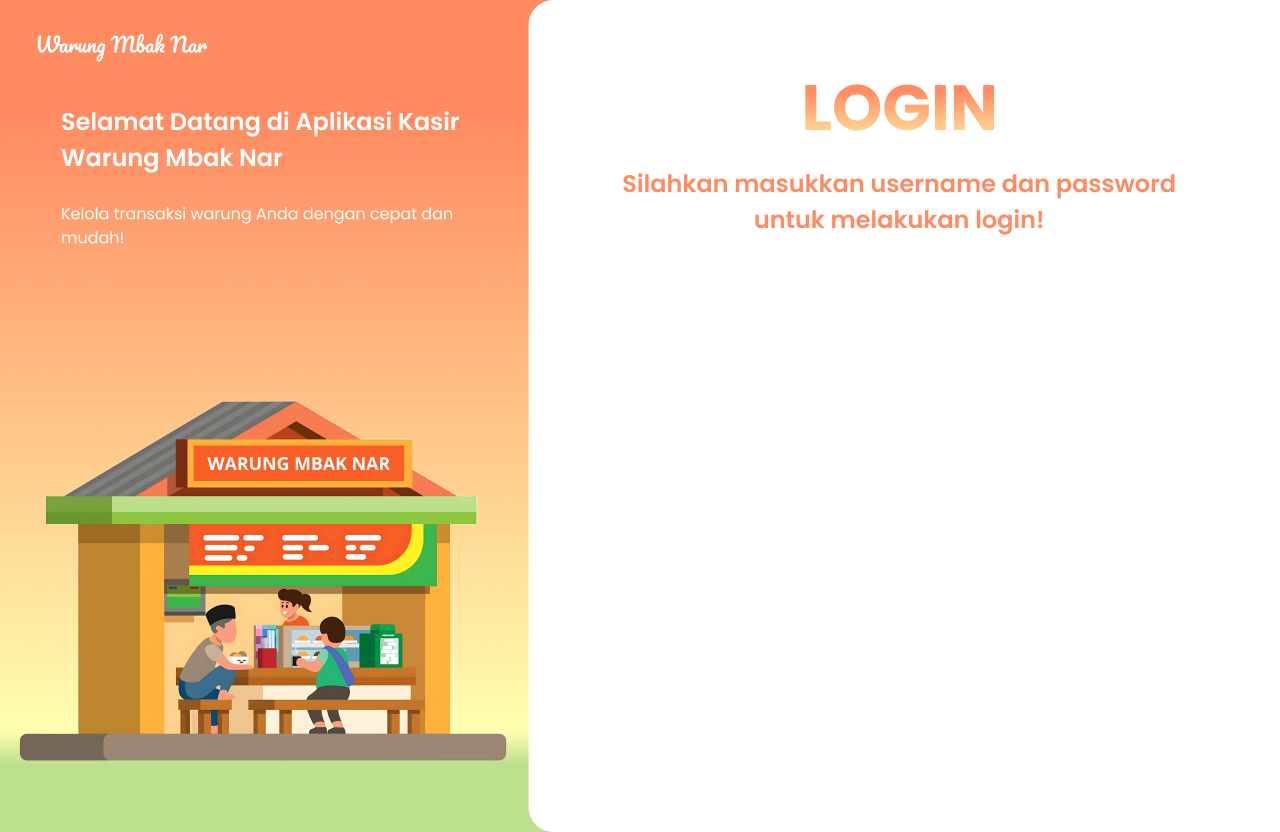 Warung Mbak Nar
Selamat Datang di Aplikasi Kasir
Warung Mbak Nar
Kelola transaksi warung Anda dengan cepat dan
mudah!
WARUNG MBAK NAR
LOGIN
Silahkan masukkan username dan password
untuk melakukan login!